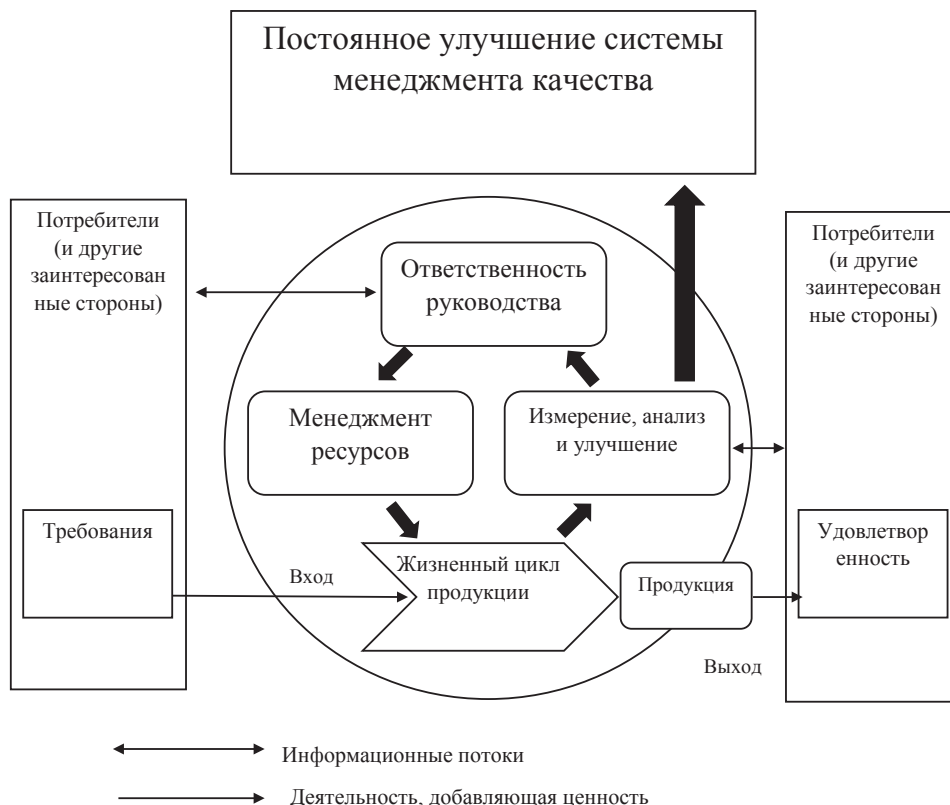 Постоянное улучшение системы
менеджмента качества
Потребители
(и другие
заинтересован
ные стороны)
Ответственность
руководства
Потребители
(и другие
заинтересован
ные стороны)
Менеджмент
ресурсов
Измерение, анализ
и улучшение
Требования
Вход
Жизненный цикл
продукции
Продукция
Удовлетвор
енность
Выход
Информационные потоки
Деятельность, добавляющая ценность